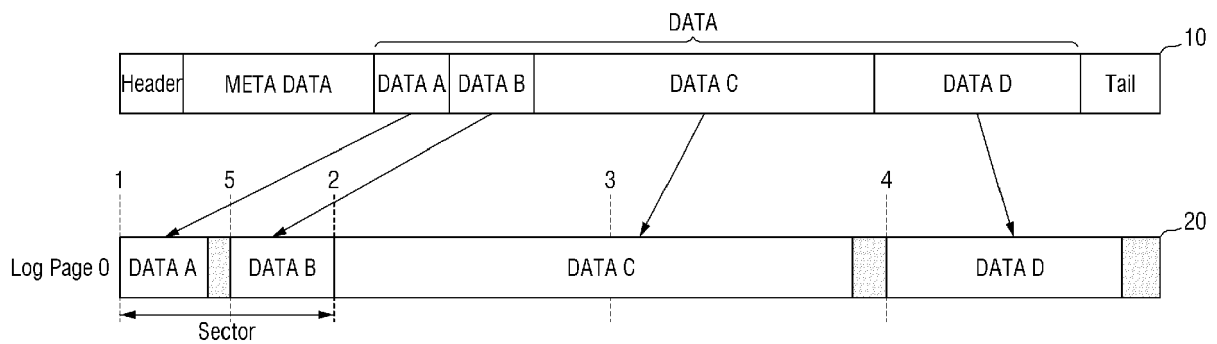 DATA
10
Header META DATA DATA A DATA B DATA C DATA D Tail
1 5 2 3 4
20
Log Page 0 DATA A DATA B DATA C DATA D
Sector